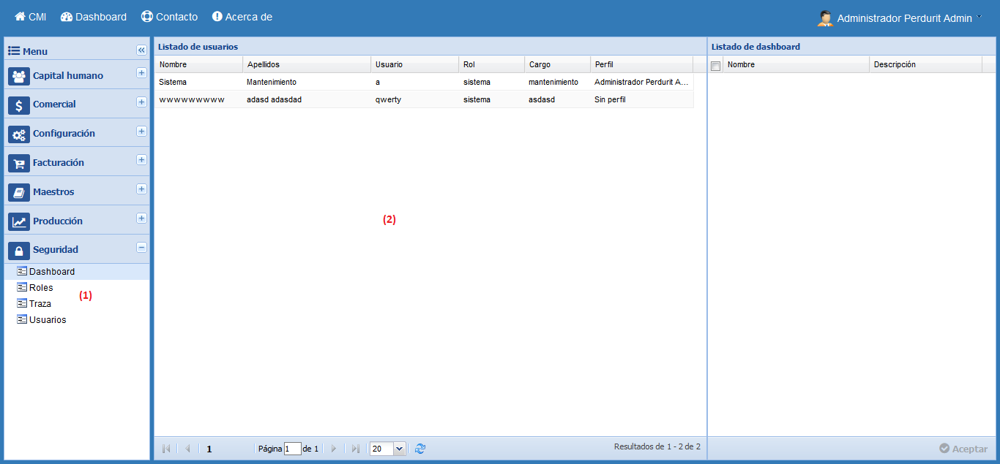 CMI Dashboard Contacto Acerca de Administrador Perdurit Admin
Menu
Capital humano
Comercial
Configuración
Facturación
Maestros
Producción
Seguridad
Dashboard
Roles
Traza
Usuarios
(1)
Listado de usuarios
Nombre Apellidos Usuario Rol Cargo Perfil
Sistema Mantenimiento a sistema mantenimiento Administrador Perdurit A...
wwwwwwwww adasd adasdad qwerty sistema asdasd Sin perfil
(2)
1 Página 1 de 1 20 Resultados de 1 - 2 de 2
Listado de dashboard
Nombre Descripción
Aceptar